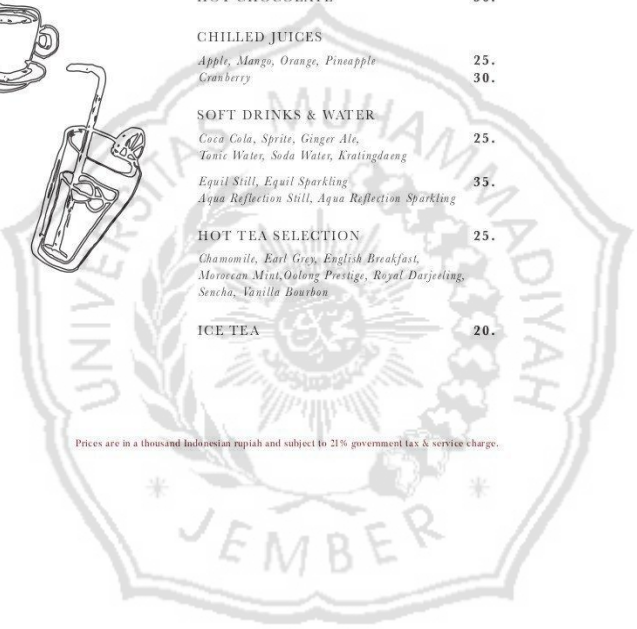 CHILLED JUICES
Apple, Mango, Orange, Pineapple 25.
Cranberry 30.
SOFT DRINKS & WATER
Coca Cola, Sprite, Ginger Ale, 25.
Tonic Water, Soda Water, Kratingdaeng
Equil Still, Equil Sparkling 35.
Aqua Reflection Still, Aqua Reflection Sparkling
HOT TEA SELECTION 25.
Chamomile, Earl Grey, English Breakfast,
Moroccan Mint,Oolong Prestige, Royal Darjeeling,
Sencha, Vanilla Bourbon
ICE TEA 20.
Prices are in a thousand Indonesian rupiah and subject to 21% government tax & service charge.
UNIVERSITAS MUHAMMADIYAH
JEMBER